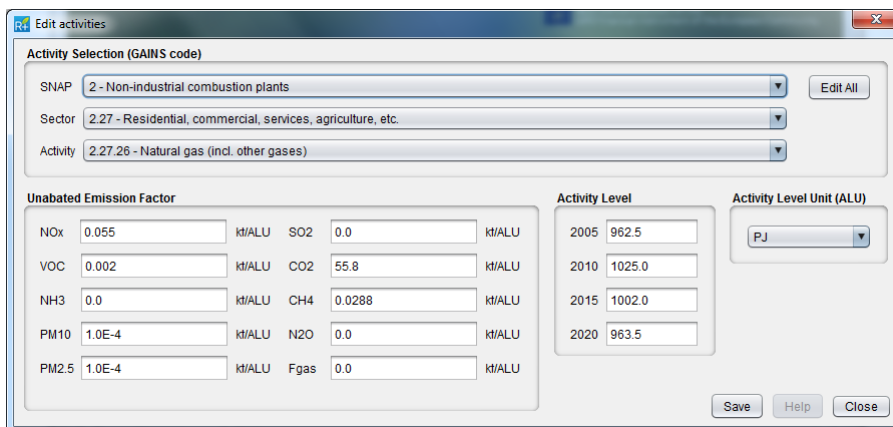 R+ Edit activities
Activity Selection (GAINS code)
SNAP 2 - Non-industrial combustion plants Edit All
Sector 2.27 - Residential, commercial, services, agriculture, etc.
Activity 2.27.26 - Natural gas (incl. other gases)
Unabated Emission Factor Activity Level Activity Level Unit (ALU)
NOx 0.055 kt/ALU SO2 0.0 kt/ALU 2005 962.5 PJ
VOC 0.002 kt/ALU CO2 55.8 kt/ALU 2010 1025.0
NH3 0.0 kt/ALU CH4 0.0288 kt/ALU 2015 1002.0
PM10 1.0E-4 kt/ALU N2O 0.0 kt/ALU 2020 963.5
PM2.5 1.0E-4 kt/ALU Fgas 0.0 kt/ALU
Save Help Close